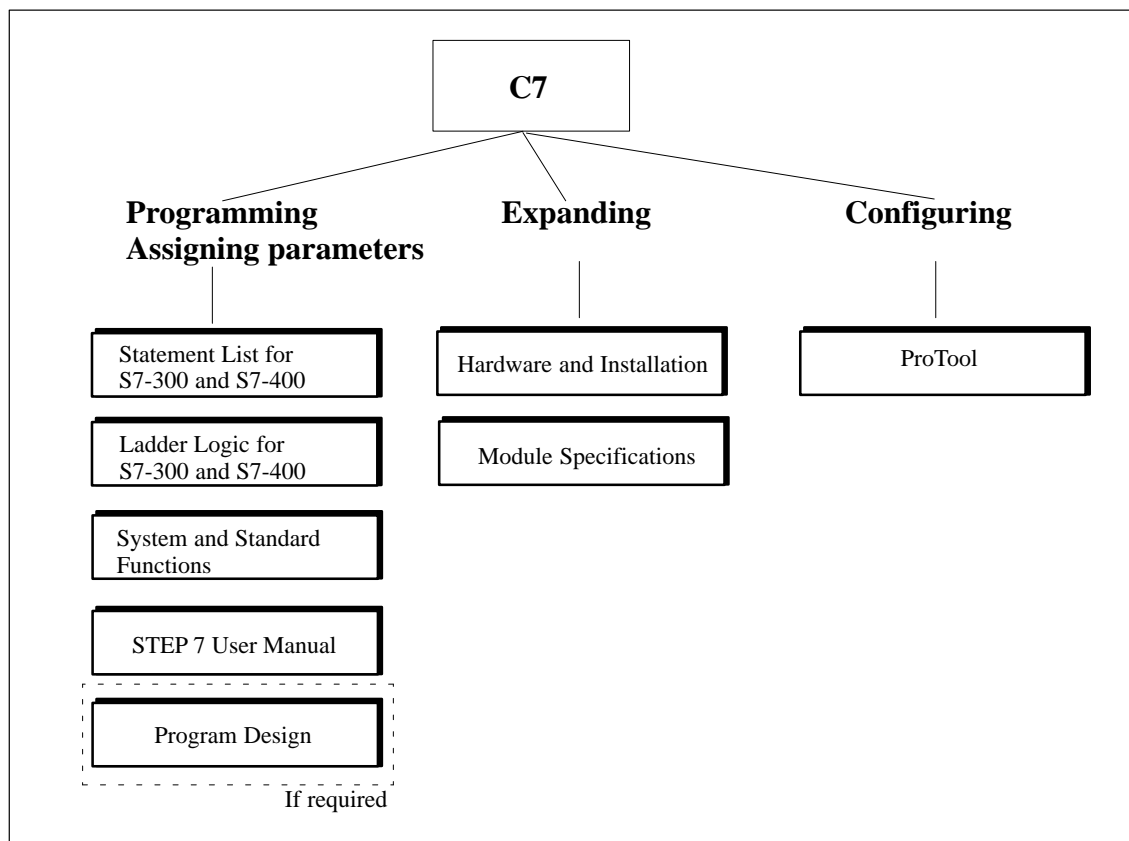 C7
Programming
Assigning parameters
Expanding
Configuring
Statement List for
S7-300 and S7-400
Ladder Logic for
S7-300 and S7-400
System and Standard
Functions
STEP 7 User Manual
Program Design
If required
Hardware and Installation
Module Specifications
ProTool